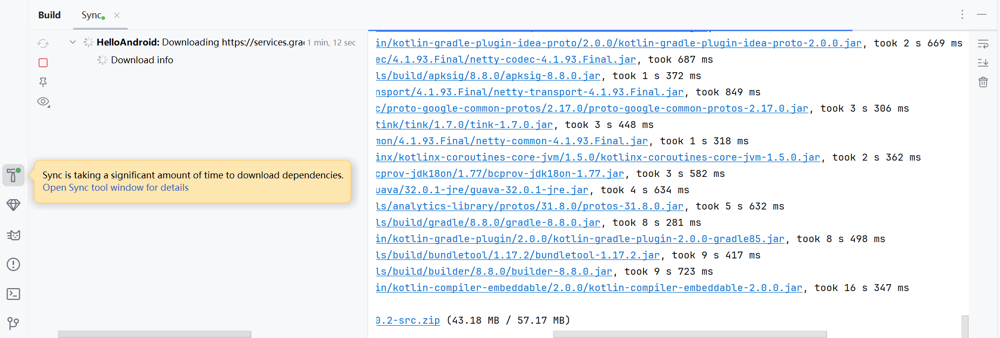 Build
Sync
HelloAndroid: Downloading https://services.gra 1 min, 12 sec
Download info
Sync is taking a significant amount of time to download dependencies.
Open Sync tool window for details
in/kotlin-gradle-plugin-idea-proto/2.0.0/kotlin-gradle-plugin-idea-proto-2.0.0.jar, took 2 s 669 ms
ec/4.1.93.Final/netty-codec-4.1.93.Final.jar, took 687 ms
ls/build/apksig/8.8.0/apksig-8.8.0.jar, took 1 s 372 ms
nsport/4.1.93.Final/netty-transport-4.1.93.Final.jar, took 849 ms
c/proto-google-common-protos/2.17.0/proto-google-common-protos-2.17.0.jar, took 3 s 306 ms
tink/tink/1.7.0/tink-1.7.0.jar, took 3 s 448 ms
mon/4.1.93.Final/netty-common-4.1.93.Final.jar, took 1 s 318 ms
inx/kotlinx-coroutines-core-jvm/1.5.0/kotlinx-coroutines-core-jvm-1.5.0.jar, took 2 s 362 ms
cprov-jdk18on/1.77/bcprov-jdk18on-1.77.jar, took 3 s 582 ms
uava/32.0.1-jre/guava-32.0.1-jre.jar, took 4 s 634 ms
ls/analytics-library/protos/31.8.0/protos-31.8.0.jar, took 5 s 632 ms
ls/build/gradle/8.8.0/gradle-8.8.0.jar, took 8 s 281 ms
in/kotlin-gradle-plugin/2.0.0/kotlin-gradle-plugin-2.0.0-gradle85.jar, took 8 s 498 ms
ls/build/bundletool/1.17.2/bundletool-1.17.2.jar, took 9 s 417 ms
ls/build/builder/8.8.0/builder-8.8.0.jar, took 9 s 723 ms
in/kotlin-compiler-embeddable/2.0.0/kotlin-compiler-embeddable-2.0.0.jar, took 16 s 347 ms
0.2-src.zip (43.18 MB / 57.17 MB)